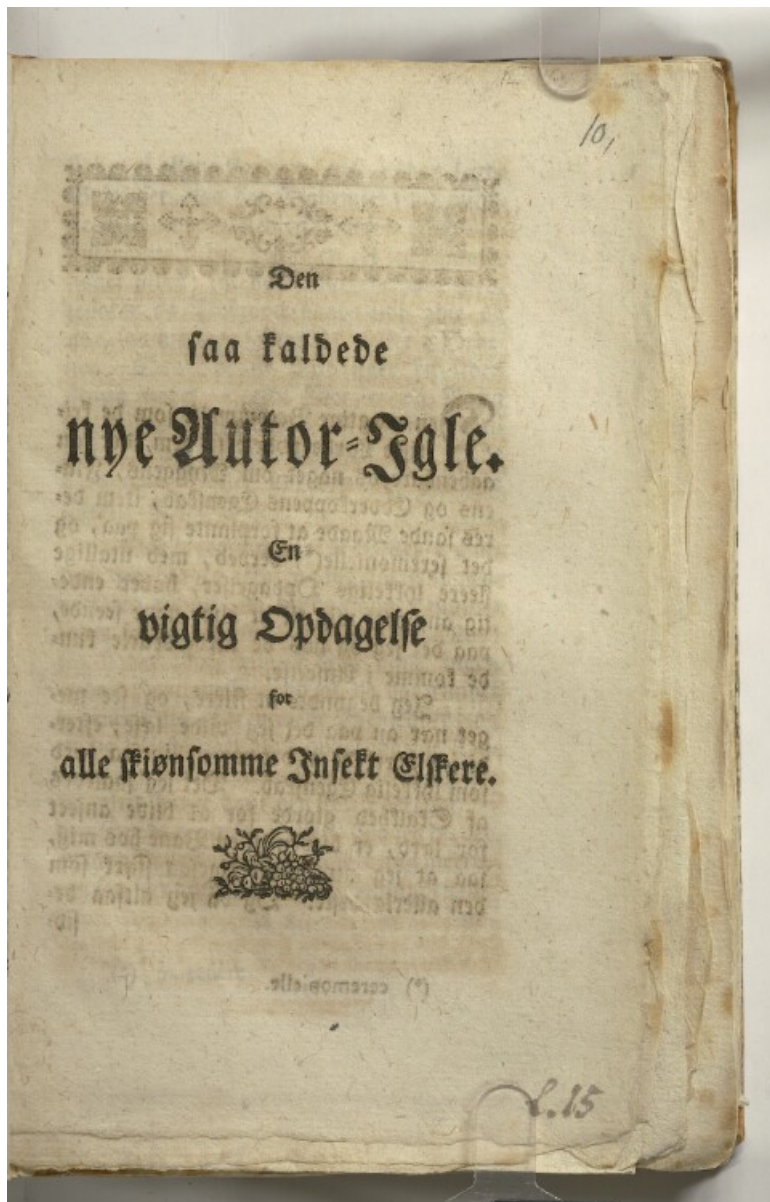 10,
Den
saa kaldede
nye Autor-Igle.
En
vigtig Opdagelse
for
alle skiønsomme Insekt Elskere.
L.15